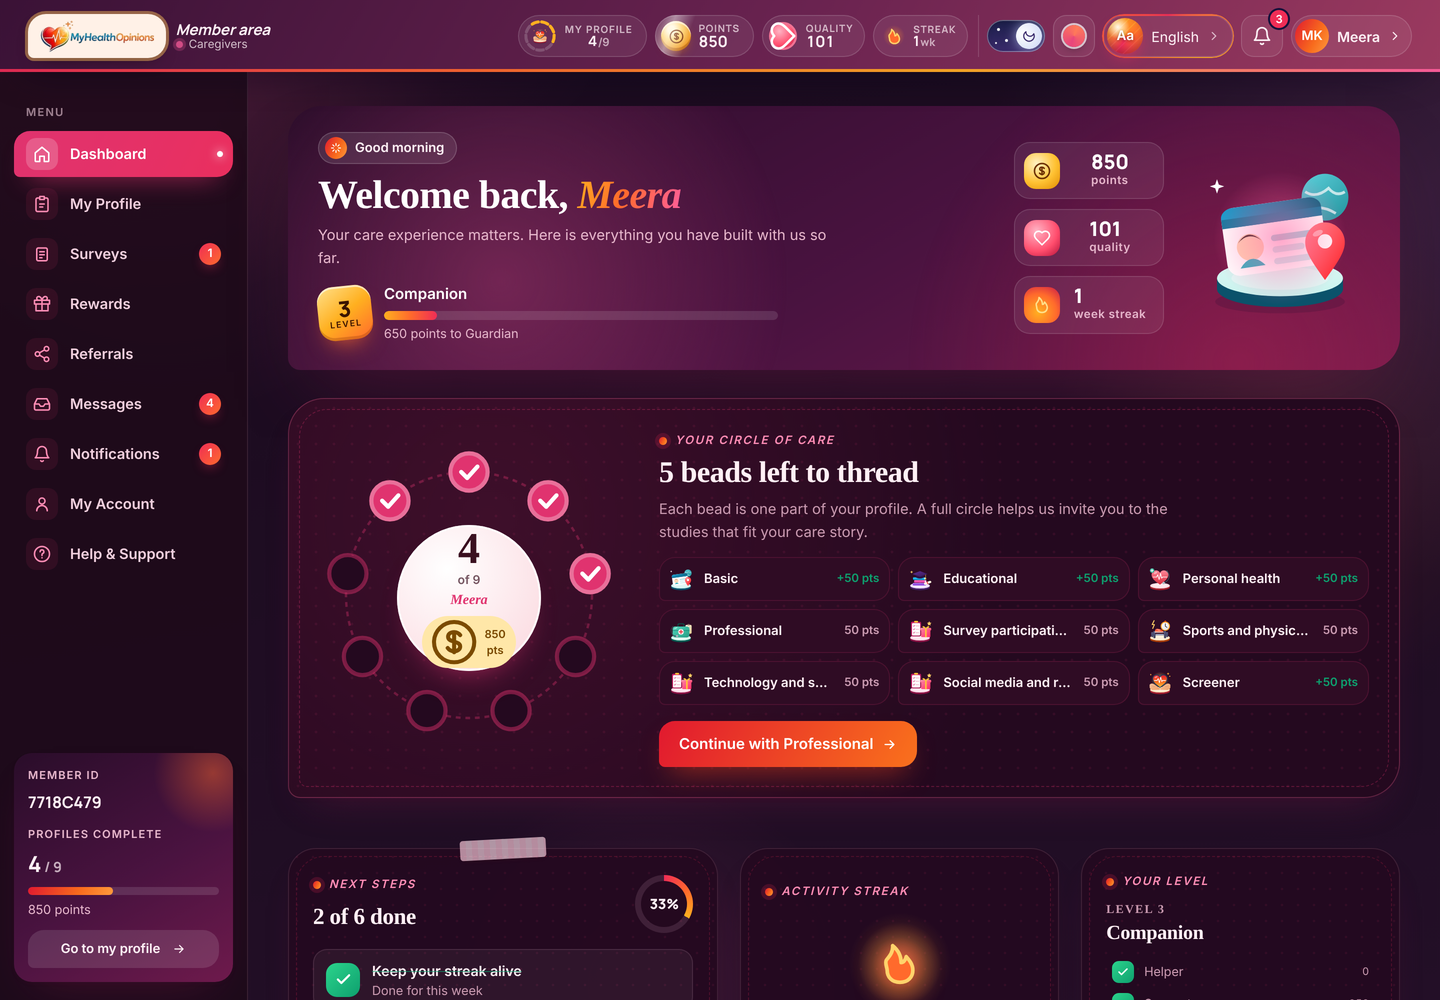 MyHealthOpinions
Member area
Caregivers
MY PROFILE
4/9
POINTS
850
QUALITY
101
STREAK
1wk
Aa
English
3
MK
Meera
MENU
Dashboard
My Profile
Surveys
1
Rewards
Referrals
Messages
4
Notifications
1
My Account
Help & Support
MEMBER ID
7718C479
PROFILES COMPLETE
4 / 9
850 points
Go to my profile →
Good morning
Welcome back, Meera
Your care experience matters. Here is everything you have built with us so
far.
3
LEVEL
Companion
650 points to Guardian
850
points
101
quality
1
week streak
4
of 9
Meera
$
850
pts
YOUR CIRCLE OF CARE
5 beads left to thread
Each bead is one part of your profile. A full circle helps us invite you to the
studies that fit your care story.
Basic +50 pts
Educational +50 pts
Personal health +50 pts
Professional 50 pts
Survey participati... 50 pts
Sports and physic... 50 pts
Technology and s... 50 pts
Social media and r... 50 pts
Screener +50 pts
Continue with Professional →
NEXT STEPS
2 of 6 done
33%
Keep your streak alive
Done for this week
ACTIVITY STREAK
YOUR LEVEL
LEVEL 3
Companion
Helper 0